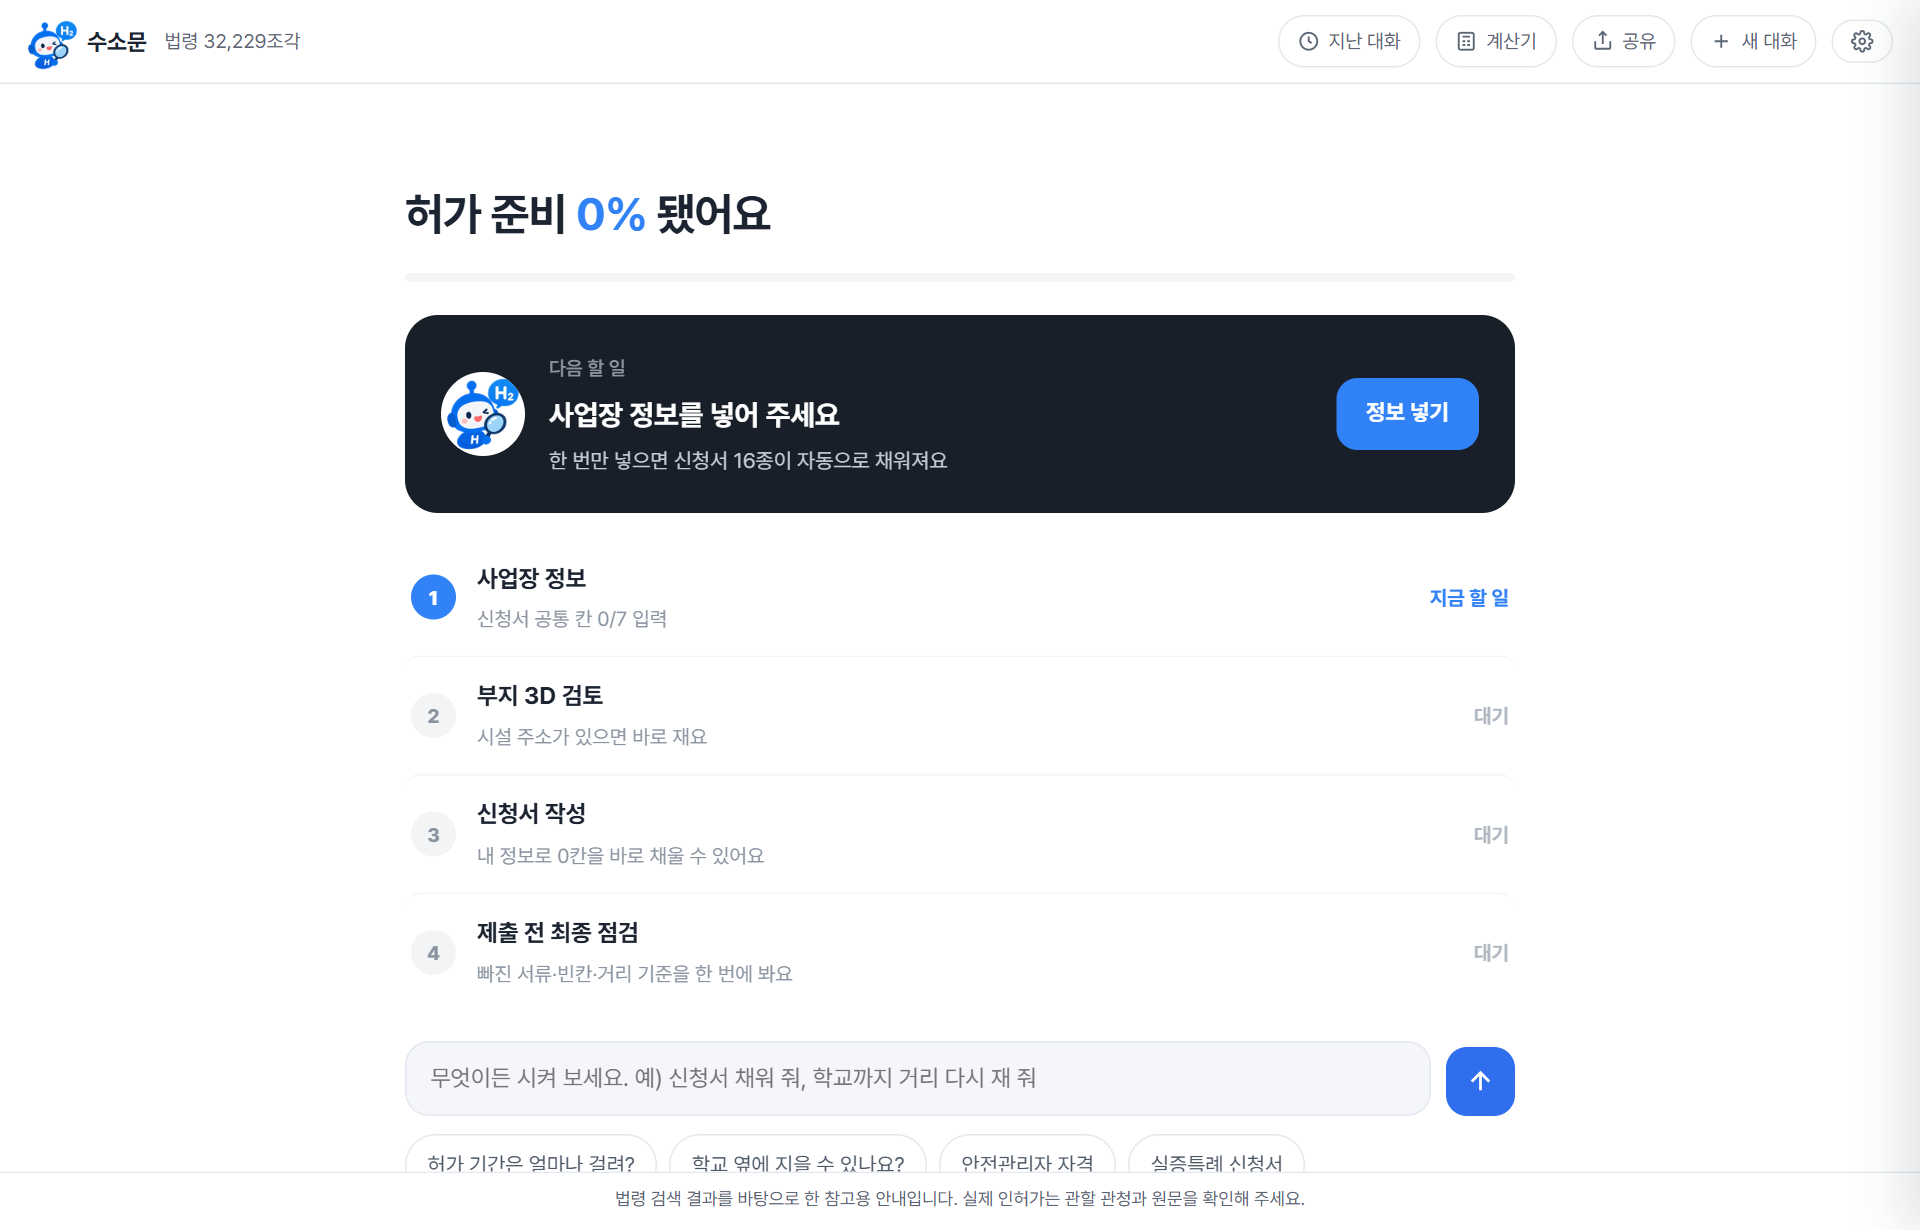 수소문 법령 32,229조각
지난 대화
계산기
공유
새 대화
허가 준비 0% 됐어요
H₂
H
다음 할 일
사업장 정보를 넣어 주세요
한 번만 넣으면 신청서 16종이 자동으로 채워져요
정보 넣기
1
사업장 정보
신청서 공통 칸 0/7 입력
지금 할 일
2
부지 3D 검토
시설 주소가 있으면 바로 재요
대기
3
신청서 작성
내 정보로 0칸을 바로 채울 수 있어요
대기
4
제출 전 최종 점검
빠진 서류·빈칸·거리 기준을 한 번에 봐요
대기
무엇이든 시켜 보세요. 예) 신청서 채워 줘, 학교까지 거리 다시 재 줘
허가 기간은 얼마나 걸려?
학교 옆에 지을 수 있나요?
안전관리자 자격
실증특례 신청서
법령 검색 결과를 바탕으로 한 참고용 안내입니다. 실제 인허가는 관할 관청과 원문을 확인해 주세요.